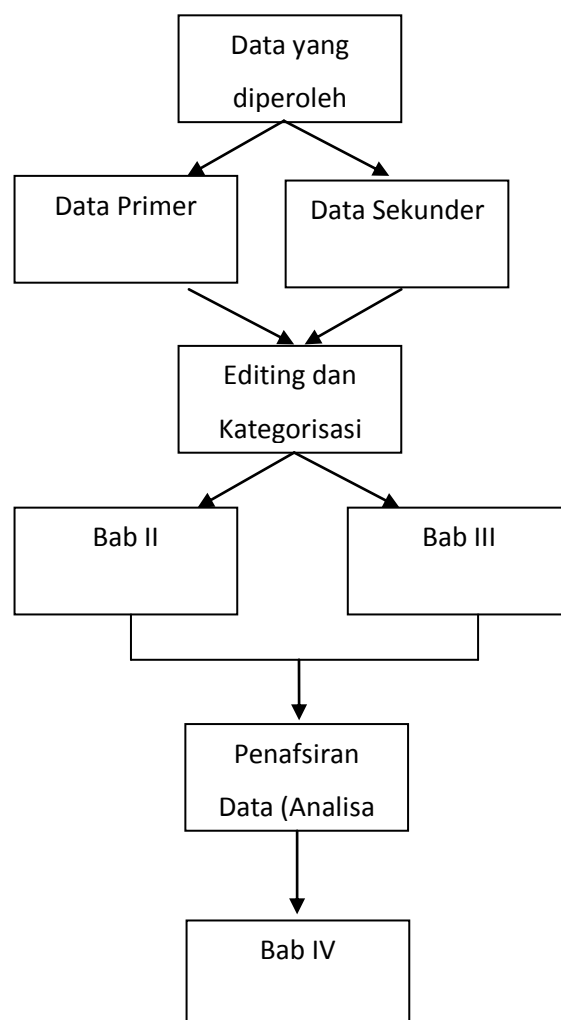 Data yang
diperoleh
Data Primer
Data Sekunder
Editing dan
Kategorisasi
Bab II
Bab III
Penafsiran
Data (Analisa
Bab IV